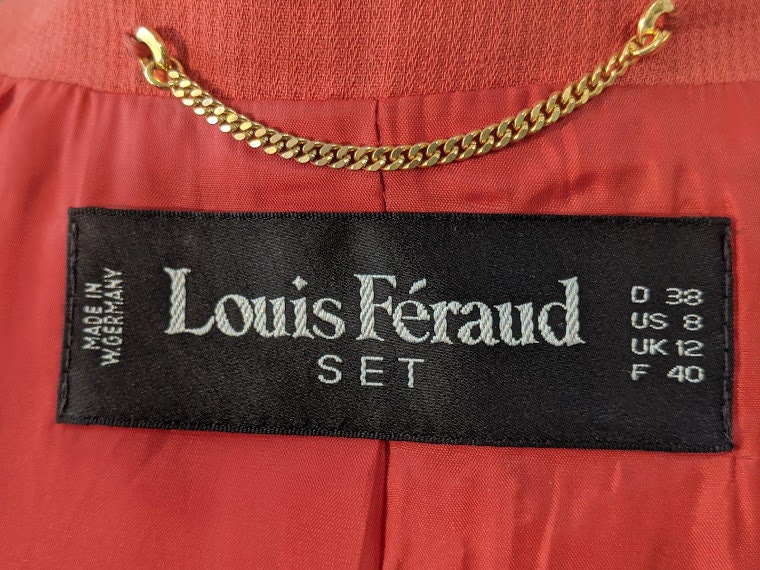 MADE IN
W.GERMANY
Louis Féraud
SET
D 38
US 8
UK 12
F 40